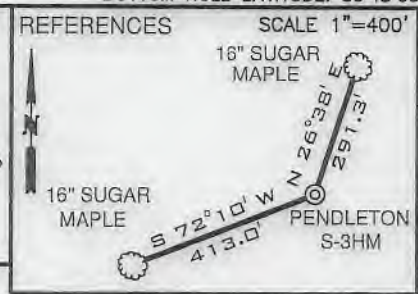 REFERENCES
SCALE 1"=400'
16" SUGAR
MAPLE
N
N 26°38' E
291.3'
16" SUGAR
MAPLE
S 72°10' W
413.0'
PENDLETON
S-3HM